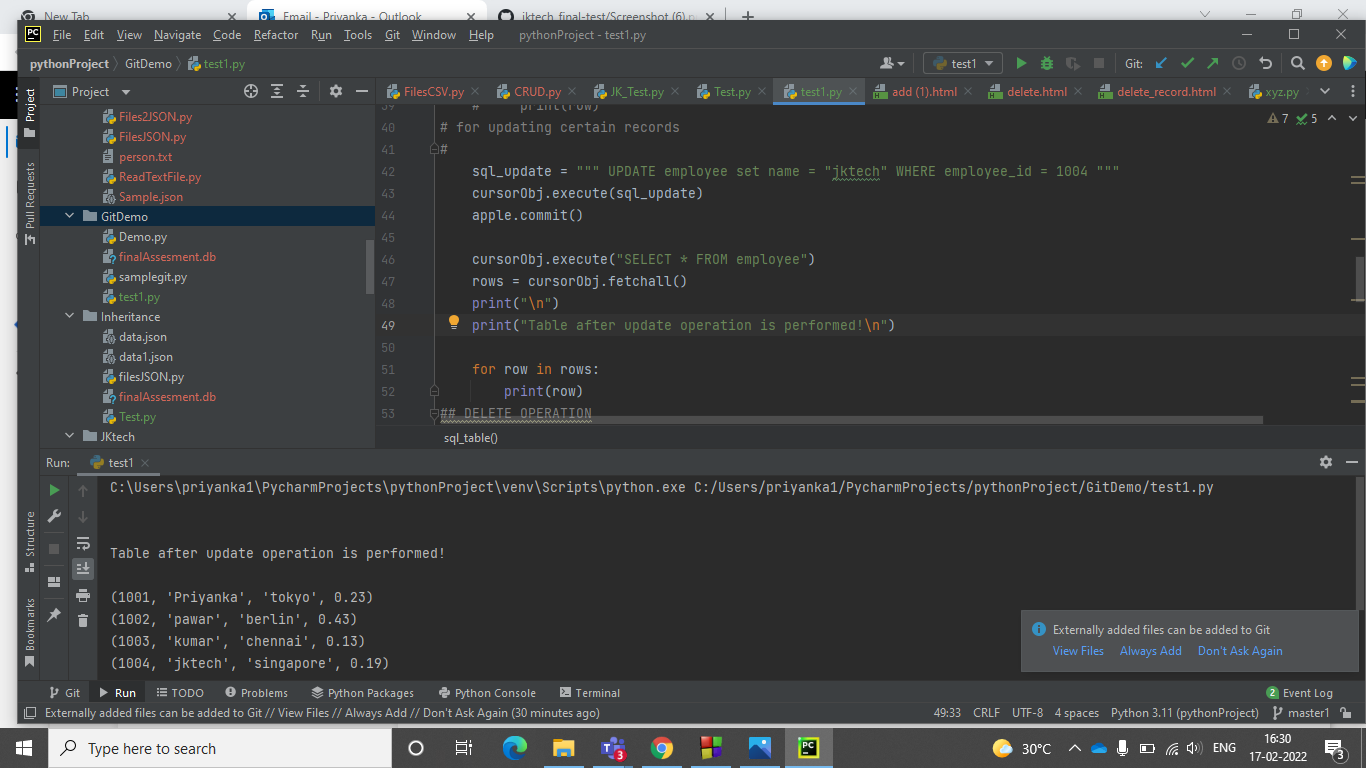 New Tab
Email - Priyanka - Outlook
jktech_final-test/Screenshot (6).p
PC File Edit View Navigate Code Refactor Run Tools Git Window Help pythonProject - test1.py
pythonProject GitDemo test1.py
test1
Git:
Project
FilesCSV.py CRUD.py JK_Test.py Test.py test1.py add (1).html delete.html delete_record.html xyz.py
Files2JSON.py
FilesJSON.py
person.txt
ReadTextFile.py
Sample.json
GitDemo
Demo.py
finalAssesment.db
samplegit.py
test1.py
Inheritance
data.json
data1.json
filesJSON.py
finalAssesment.db
Test.py
JKtech
Project
Pull Requests
Structure
Bookmarks
7 5
39 # print(row)
40 # for updating certain records
41 #
42 sql_update = """ UPDATE employee set name = "jktech" WHERE employee_id = 1004 """
43 cursorObj.execute(sql_update)
44 apple.commit()
45
46 cursorObj.execute("SELECT * FROM employee")
47 rows = cursorObj.fetchall()
48 print("\n")
49 print("Table after update operation is performed!\n")
50
51 for row in rows:
52 print(row)
53 ## DELETE OPERATION
sql_table()
Run: test1
C:\Users\priyanka1\PycharmProjects\pythonProject\venv\Scripts\python.exe C:/Users/priyanka1/PycharmProjects/pythonProject/GitDemo/test1.py
Table after update operation is performed!
(1001, 'Priyanka', 'tokyo', 0.23)
(1002, 'pawar', 'berlin', 0.43)
(1003, 'kumar', 'chennai', 0.13)
(1004, 'jktech', 'singapore', 0.19)
Externally added files can be added to Git
View Files Always Add Don't Ask Again
Git Run TODO Problems Python Packages Python Console Terminal
2 Event Log
Externally added files can be added to Git // View Files // Always Add // Don't Ask Again (30 minutes ago)
49:33 CRLF UTF-8 4 spaces Python 3.11 (pythonProject) master1
Type here to search
3
PC
30°C
ENG
16:30
17-02-2022
3